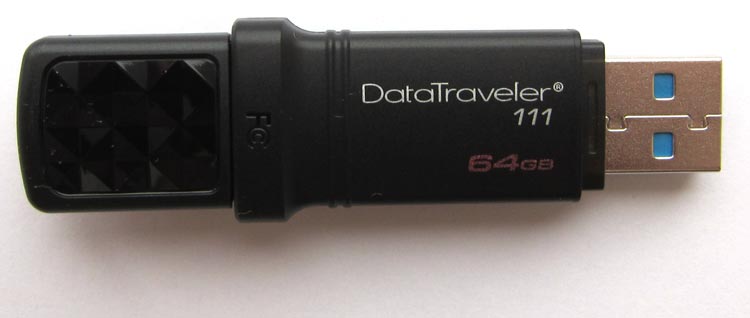 DataTraveler®
111
64GB
FC